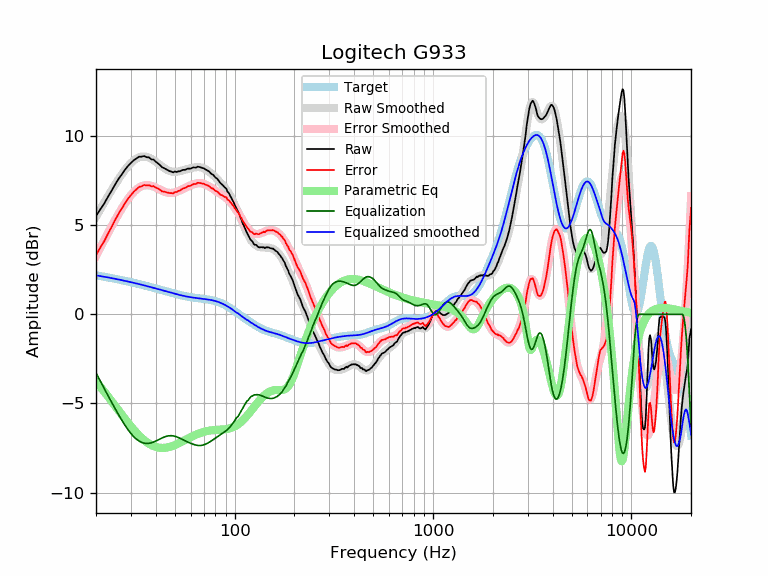 Logitech G933
Target
Raw Smoothed
Error Smoothed
Raw
Error
Parametric Eq
Equalization
Equalized smoothed
10
5
0
−5
−10
Amplitude (dBr)
100
1000
10000
Frequency (Hz)